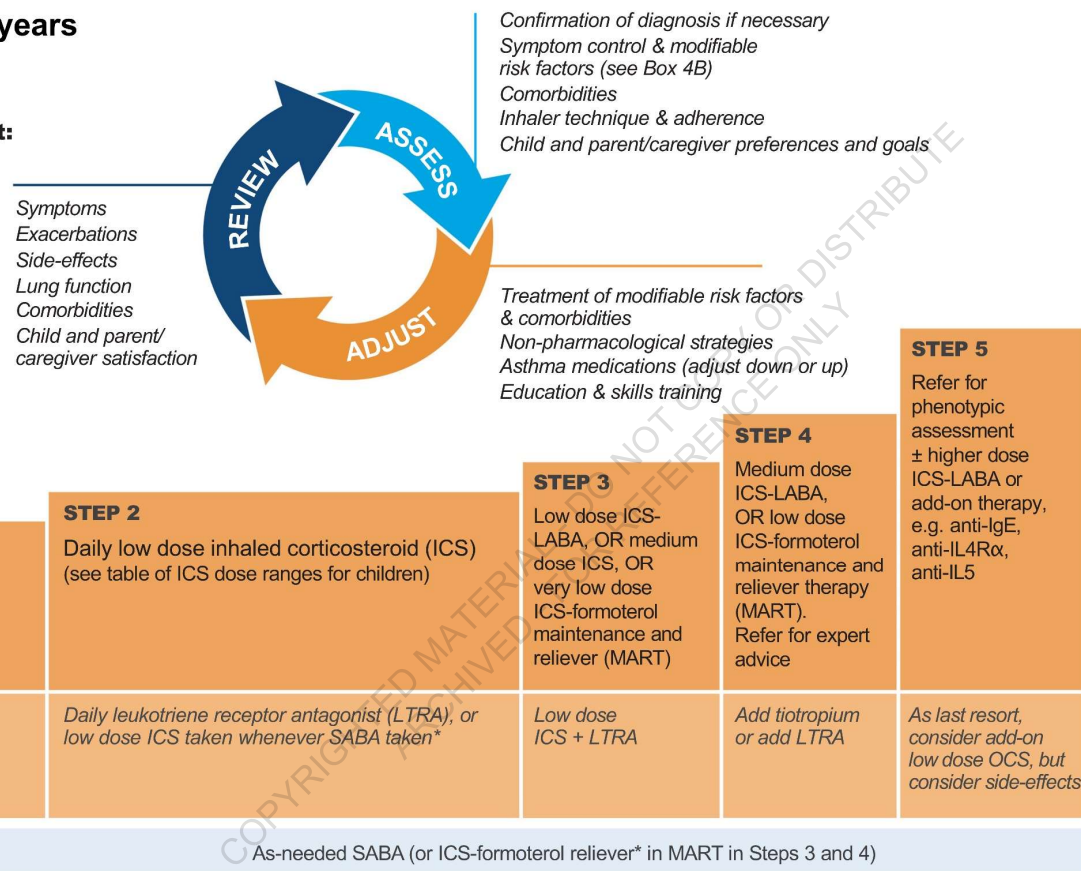 years
t:
Confirmation of diagnosis if necessary
Symptom control & modifiable
risk factors (see Box 4B)
Comorbidities
Inhaler technique & adherence
Child and parent/caregiver preferences and goals
REVIEW
ASSESS
ADJUST
Symptoms
Exacerbations
Side-effects
Lung function
Comorbidities
Child and parent/
caregiver satisfaction
Treatment of modifiable risk factors
& comorbidities
Non-pharmacological strategies
Asthma medications (adjust down or up)
Education & skills training
STEP 2
Daily low dose inhaled corticosteroid (ICS)
(see table of ICS dose ranges for children)
STEP 3
Low dose ICS-
LABA, OR medium
dose ICS, OR
very low dose
ICS-formoterol
maintenance and
reliever (MART)
STEP 4
Medium dose
ICS-LABA,
OR low dose
ICS-formoterol
maintenance and
reliever therapy
(MART).
Refer for expert
advice
STEP 5
Refer for
phenotypic
assessment
± higher dose
ICS-LABA or
add-on therapy,
e.g. anti-IgE,
anti-IL4Rα,
anti-IL5
Daily leukotriene receptor antagonist (LTRA), or
low dose ICS taken whenever SABA taken*
Low dose
ICS + LTRA
Add tiotropium
or add LTRA
As last resort,
consider add-on
low dose OCS, but
consider side-effects
As-needed SABA (or ICS-formoterol reliever* in MART in Steps 3 and 4)
COPYRIGHTED MATERIAL - DO NOT COPY OR DISTRIBUTE
ARCHIVED - FOR REFERENCE ONLY